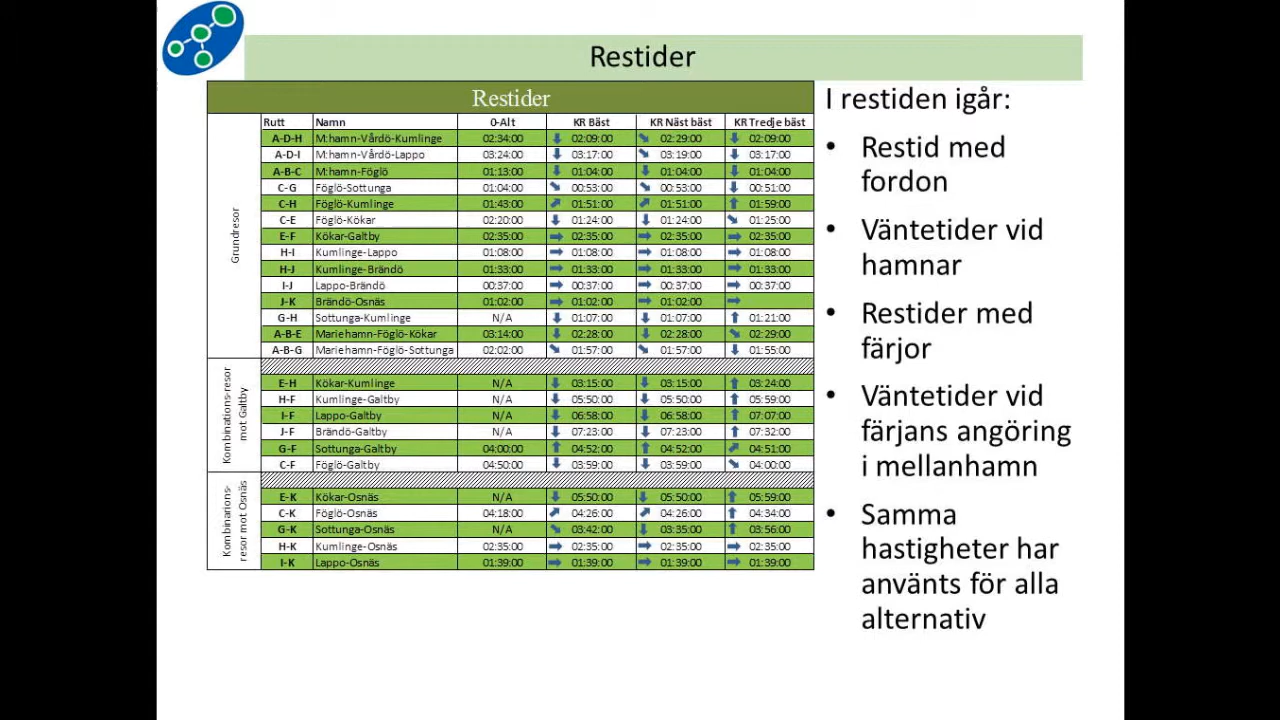 Restider
Restider
Rutt Namn 0-Alt KR Bäst KR Näst bäst KR Tredje bäst
Grundresor
A-D-H M:hamn-Vårdö-Kumlinge 02:34:00 02:09:00 02:29:00 02:09:00
A-D-I M:hamn-Vårdö-Lappo 03:24:00 03:17:00 03:19:00 03:17:00
A-B-C M:hamn-Föglö 01:13:00 01:04:00 01:04:00 01:04:00
C-G Föglö-Sottunga 01:04:00 00:53:00 00:53:00 00:51:00
C-H Föglö-Kumlinge 01:43:00 01:51:00 01:51:00 01:59:00
C-E Föglö-Kökar 02:20:00 01:24:00 01:24:00 01:25:00
E-F Kökar-Galtby 02:35:00 02:35:00 02:35:00 02:35:00
H-I Kumlinge-Lappo 01:08:00 01:08:00 01:08:00 01:08:00
H-J Kumlinge-Brändö 01:33:00 01:33:00 01:33:00 01:33:00
I-J Lappo-Brändö 00:37:00 00:37:00 00:37:00 00:37:00
J-K Brändö-Osnäs 01:02:00 01:02:00 01:02:00
G-H Sottunga-Kumlinge N/A 01:07:00 01:07:00 01:21:00
A-B-E Mariehamn-Föglö-Kökar 03:14:00 02:28:00 02:28:00 02:29:00
A-B-G Mariehamn-Föglö-Sottunga 02:02:00 01:57:00 01:57:00 01:55:00
Kombinations-resor
mot Galtby
E-H Kökar-Kumlinge N/A 03:15:00 03:15:00 03:24:00
H-F Kumlinge-Galtby N/A 05:50:00 05:50:00 05:59:00
I-F Lappo-Galtby N/A 06:58:00 06:58:00 07:07:00
J-F Brändö-Galtby N/A 07:23:00 07:23:00 07:32:00
G-F Sottunga-Galtby 04:00:00 04:52:00 04:52:00 04:51:00
C-F Föglö-Galtby 04:50:00 03:59:00 03:59:00 04:00:00
Kombinarions-
resor mot Osnäs
E-K Kökar-Osnäs N/A 05:50:00 05:50:00 05:59:00
C-K Föglö-Osnäs 04:18:00 04:26:00 04:26:00 04:34:00
G-K Sottunga-Osnäs N/A 03:42:00 03:35:00 03:56:00
H-K Kumlinge-Osnäs 02:35:00 02:35:00 02:35:00 02:35:00
I-K Lappo-Osnäs 01:39:00 01:39:00 01:39:00 01:39:00
I restiden igår:
• Restid med
fordon
• Väntetider vid
hamnar
• Restider med
färjor
• Väntetider vid
färjans angöring
i mellanhamn
• Samma
hastigheter har
använts för alla
alternativ